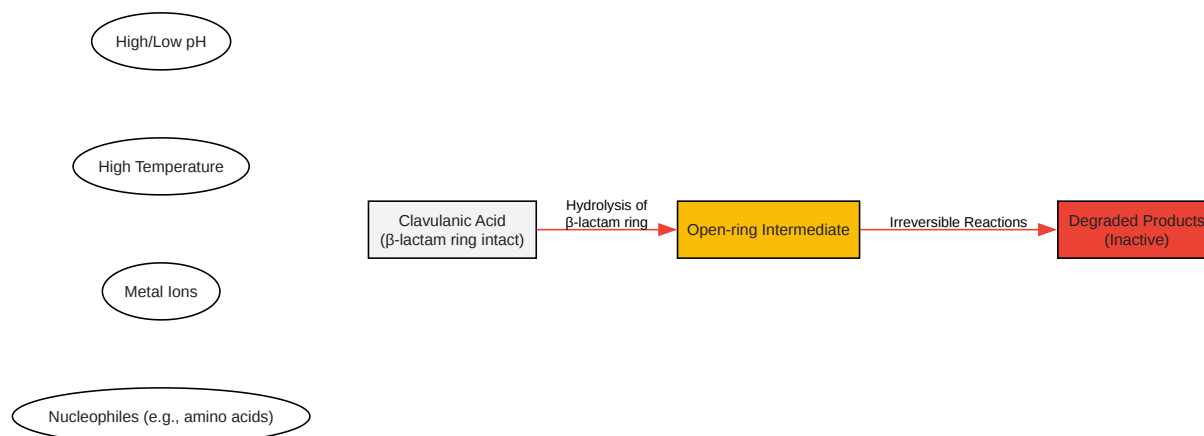 High/Low pH
High Temperature
Metal Ions
Nucleophiles (e.g., amino acids)
Clavulanic Acid
(β-lactam ring intact)
Hydrolysis of
β-lactam ring
Open-ring Intermediate
Irreversible Reactions
Degraded Products
(Inactive)